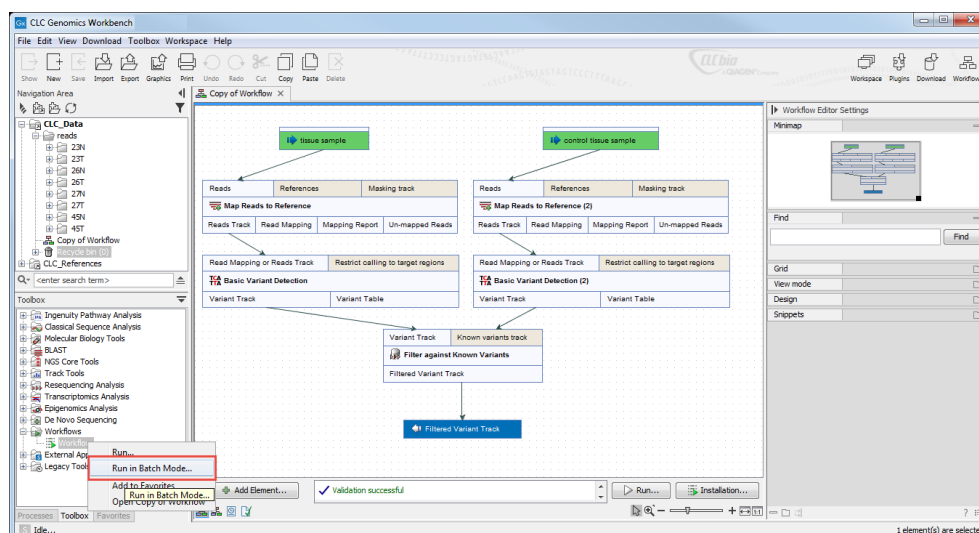 CLC Genomics Workbench
File Edit View Download Toolbox Workspace Help
Show New Save Import Export Graphics Print Undo Redo Cut Copy Paste Delete
CLC bio
Workspace Plugins Download Workflow
Navigation Area
Copy of Workflow
CLC_Data
reads
23N
23T
26N
26T
27N
27T
45N
45T
Copy of Workflow
Recycle bin (0)
CLC_References
<enter search term>
Toolbox
Ingenuity Pathway Analysis
Classical Sequence Analysis
Molecular Biology Tools
BLAST
NGS Core Tools
Track Tools
Resequencing Analysis
Transcriptomics Analysis
Epigenomics Analysis
De Novo Sequencing
Workflows
Workflow
External App
Legacy Tools
Run...
Run in Batch Mode...
Add to Favorites
Run in Batch Mode...
Open Copy of Workflow
Processes Toolbox Favorites
Idle...
tissue sample
control tissue sample
Reads References Masking track
Map Reads to Reference
Reads Track Read Mapping Mapping Report Un-mapped Reads
Reads References Masking track
Map Reads to Reference (2)
Reads Track Read Mapping Mapping Report Un-mapped Reads
Read Mapping or Reads Track Restrict calling to target regions
Basic Variant Detection
Variant Track Variant Table
Read Mapping or Reads Track Restrict calling to target regions
Basic Variant Detection (2)
Variant Track Variant Table
Variant Track Known variants track
Filter against Known Variants
Filtered Variant Track
Filtered Variant Track
Add Element...
Validation successful
Run...
Installation...
Workflow Editor Settings
Minimap
Find
Find
Grid
View mode
Design
Snippets
1 element(s) are selected